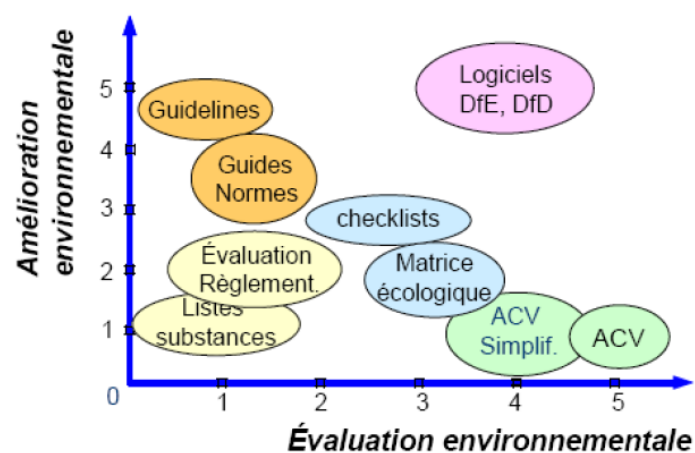 Amélioration
environnementale
5
4
3
2
1
0
Guidelines
Guides
Normes
Logiciels
DfE, DfD
checklists
Évaluation
Règlement.
Matrice
écologique
Listes
substances
ACV
Simplif.
ACV
1
2
3
4
5
Évaluation environnementale